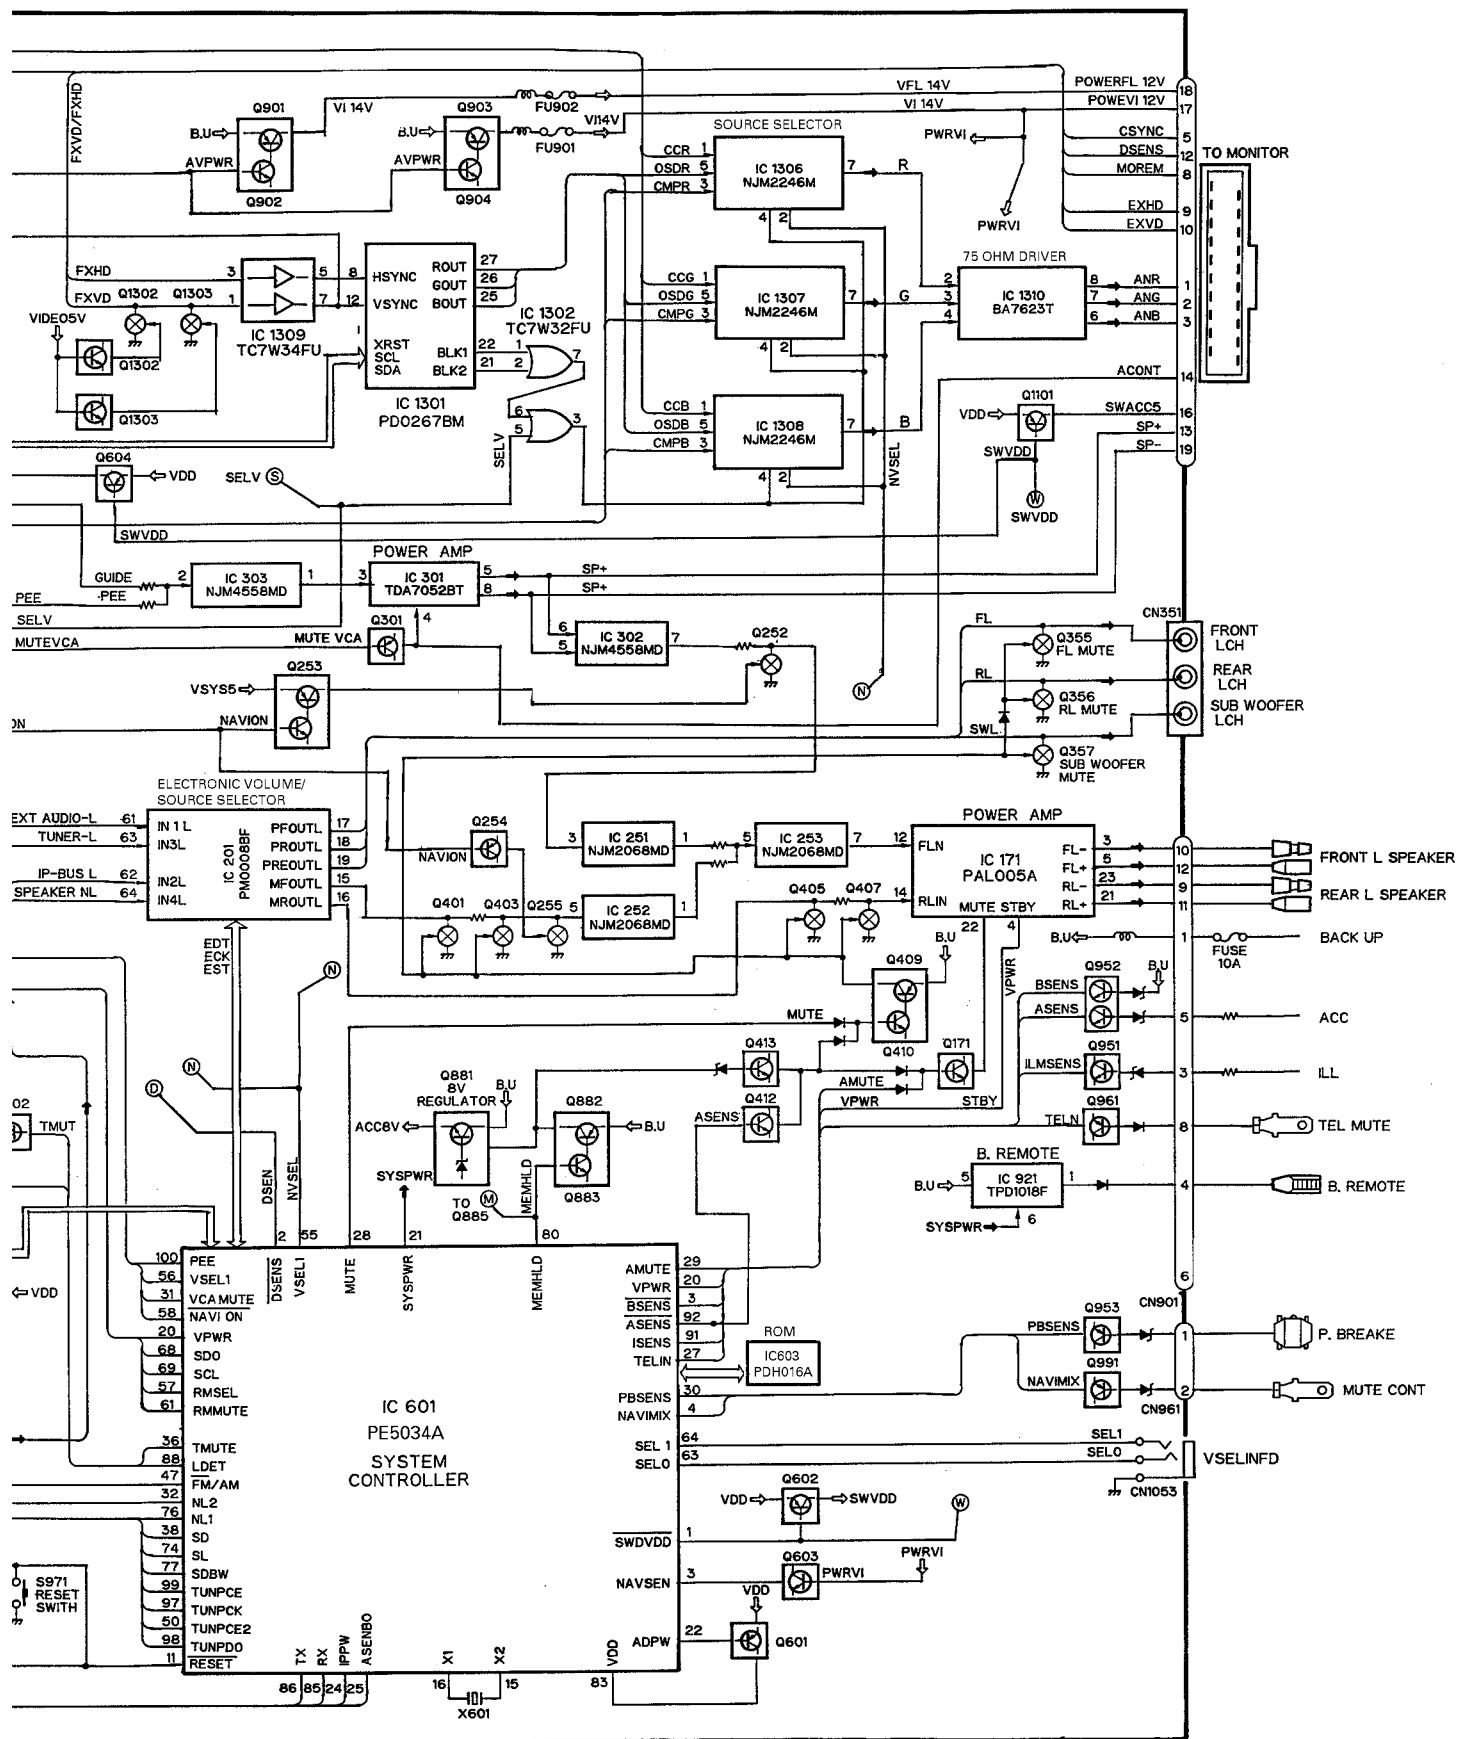 POWERFL 12V
VFL 14V
18
Q901
VI 14V
Q903
FU902
VI 14V
POWEVI 12V
17
FXVD/FXHD
B.U
B.U
VI14V
SOURCE SELECTOR
PWRVI
CSYNC
5
FU901
DSENS
12
TO MONITOR
AVPWR
AVPWR
CCR 1
OSDR 5
CMPR 3
IC 1306
NJM2246M
7
R
MOREM
8
Q902
Q904
4
2
PWRVI
EXHD
9
EXVD
10
FXHD
3
5
8
HSYNC
ROUT
27
GOUT
26
BOUT
25
75 OHM DRIVER
FXVD
Q1302
Q1303
1
7
12
VSYNC
CCG 1
OSDG 5
CMPG 3
IC 1307
NJM2246M
7
G
2
3
4
IC 1310
BA7623T
8
ANR
1
7
ANG
2
6
ANB
3
VIDEO5V
IC 1309
TC7W34FU
IC 1302
TC7W32FU
4
2
Q1302
XRST
SCL
SDA
BLK1
22
1
BLK2
21
2
7
ACONT
14
Q1303
IC 1301
PD0267BM
6
5
3
CCB 1
OSDB 5
CMPB 3
IC 1308
NJM2246M
7
B
VDD
Q1101
SWACC5
16
SP+
13
SP-
19
Q604
VDD
SELV
SELV
S
4
2
NVSEL
SWVDD
W
SWVDD
SWVDD
POWER AMP
GUIDE
2
IC 303
NJM4558MD
1
3
IC 301
TDA7052BT
5
SP+
8
SP+
PEE
PEE
SELV
Q301
4
CN351
MUTEVCA
MUTE VCA
6
5
IC 302
NJM4558MD
7
Q252
FL
Q355
FL MUTE
FRONT
LCH
Q253
VSYS5
N
RL
Q356
RL MUTE
REAR
LCH
ON
NAVION
SWL
Q357
SUB WOOFER
MUTE
SUB WOOFER
LCH
ELECTRONIC VOLUME/
SOURCE SELECTOR
POWER AMP
EXT AUDIO-L
61
IN 1 L
TUNER-L
63
IN3L
IP-BUS L
62
IN2L
SPEAKER NL
64
IN4L
IC 201
PM0008BF
PFOUTL
17
PROUTL
18
PREOUTL
19
MFOUTL
15
MROUTL
16
NAVION
Q254
3
IC 251
NJM2068MD
1
5
IC 253
NJM2068MD
7
12
FLN
IC 171
PAL005A
14
RLIN
MUTE
STBY
22
4
FL-
3
10
FL+
5
12
FRONT L SPEAKER
RL-
23
9
RL+
21
11
REAR L SPEAKER
Q401
Q403
Q255
5
IC 252
NJM2068MD
1
Q405
Q407
EDT
ECK
EST
B.U
VPWR
B.U
1
FUSE
10A
BACK UP
N
Q409
BSENS
Q952
B.U
ASENS
5
ACC
MUTE
Q410
Q413
Q171
ILMSENS
Q951
3
ILL
N
D
Q881
8V
REGULATOR
B.U
Q882
AMUTE
VPWR
STBY
Q961
ACC8V
B.U
ASENS
Q412
TELN
8
TEL MUTE
02
TMUT
SYSPWR
MEMHLD
Q883
B. REMOTE
B.U
5
IC 921
TPD1018F
1
4
B. REMOTE
DSEN
NVSEL
TO
Q885
M
SYSPWR
6
2
55
28
21
80
6
DSENS
VSEL1
MUTE
SYSPWR
MEMHLD
CN901
VDD
100
PEE
56
VSEL1
31
VCAMUTE
58
NAVI ON
20
VPWR
68
SDO
69
SCL
57
RMSEL
61
RMMUTE
36
TMUTE
88
LDET
47
FM/AM
32
NL2
76
NL1
38
SD
74
SL
77
SDBW
99
TUNPCE
97
TUNPCK
50
TUNPCE2
98
TUNPDO
11
RESET
IC 601
PE5034A
SYSTEM
CONTROLLER
AMUTE
29
VPWR
20
BSENS
3
ASENS
92
ISENS
91
TELIN
27
PBSENS
30
NAVIMIX
4
SEL 1
64
SEL0
63
SWDVDD
1
NAVSEN
3
ADPW
22
ROM
IC603
PDH016A
PBSENS
Q953
1
P. BREAKE
NAVIMIX
Q991
2
MUTE CONT
CN961
SEL1
SEL0
VSELINFD
CN1053
VDD
Q602
SWVDD
W
Q603
PWRVI
PWRVI
VDD
Q601
S971
RESET
SWITH
TX
RX
IPPW
ASENBO
X1
X2
VDD
86
85
24
25
16
15
83
X601